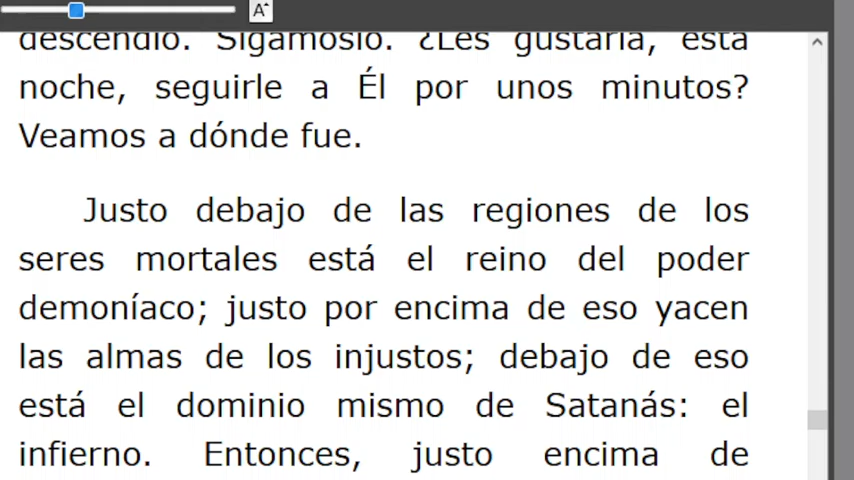 A
descendió. Sigámoslo. ¿Les gustaría, esta
noche, seguirle a Él por unos minutos?
Veamos a dónde fue.
Justo debajo de las regiones de los
seres mortales está el reino del poder
demoníaco; justo por encima de eso yacen
las almas de los injustos; debajo de eso
está el dominio mismo de Satanás: el
infierno. Entonces, justo encima de